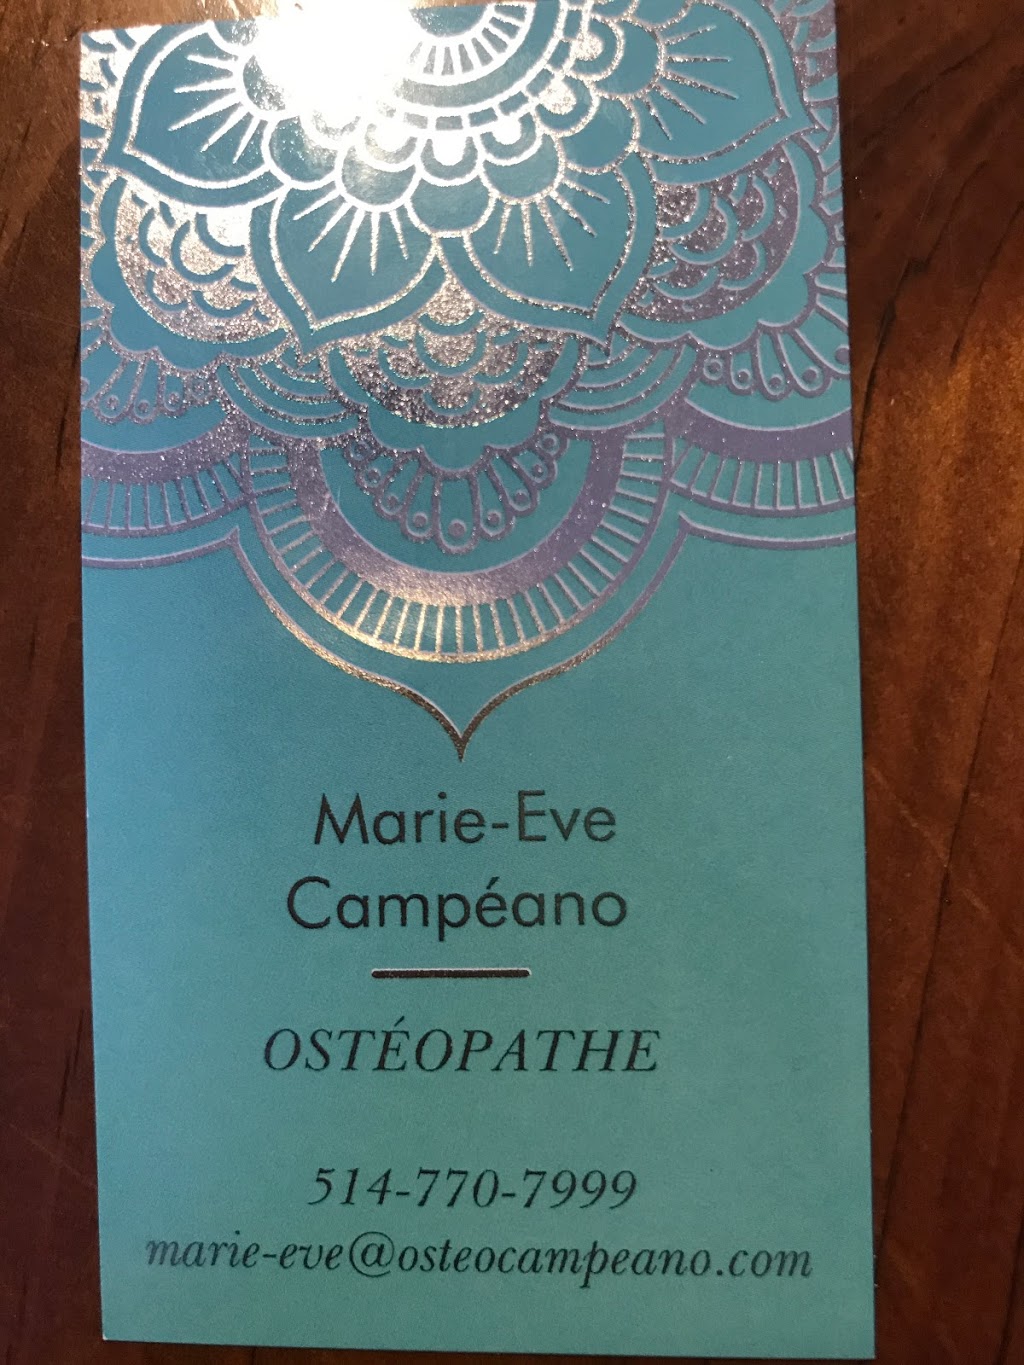 Marie-Eve
Campéano
OSTÉOPATHE
514-770-7999
marie-eve@osteocampeano.com